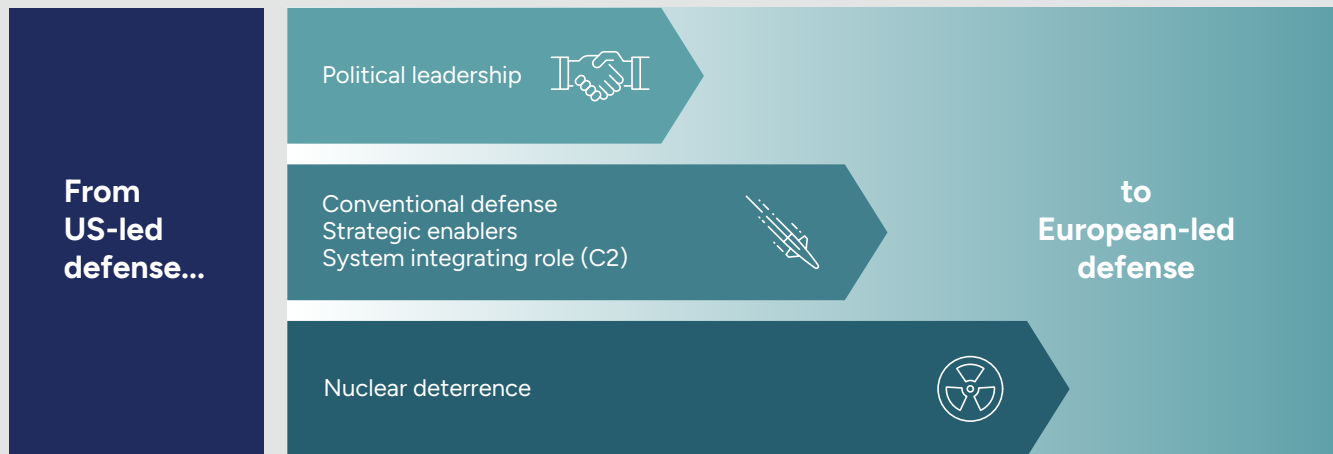 From
US-led
defense...
Political leadership
Conventional defense
Strategic enablers
System integrating role (C2)
Nuclear deterrence
to
European-led
defense